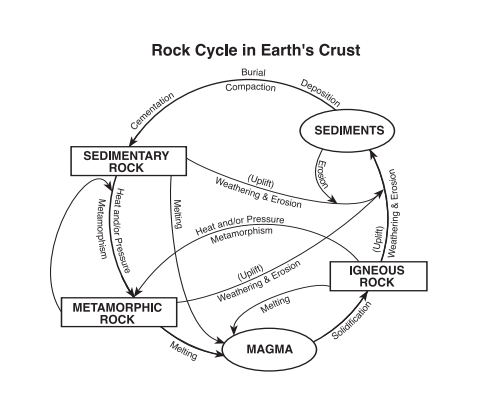 Rock Cycle in Earth's Crust
Burial
Compaction
Deposition
Cementation
SEDIMENTS
SEDIMENTARY
ROCK
Erosion
(Uplift)
Weathering & Erosion
(Uplift)
Weathering & Erosion
Heat and/or Pressure
Metamorphism
Melting
Heat and/or Pressure
Metamorphism
(Uplift)
Weathering & Erosion
IGNEOUS
ROCK
Melting
METAMORPHIC
ROCK
Solidification
Melting
MAGMA